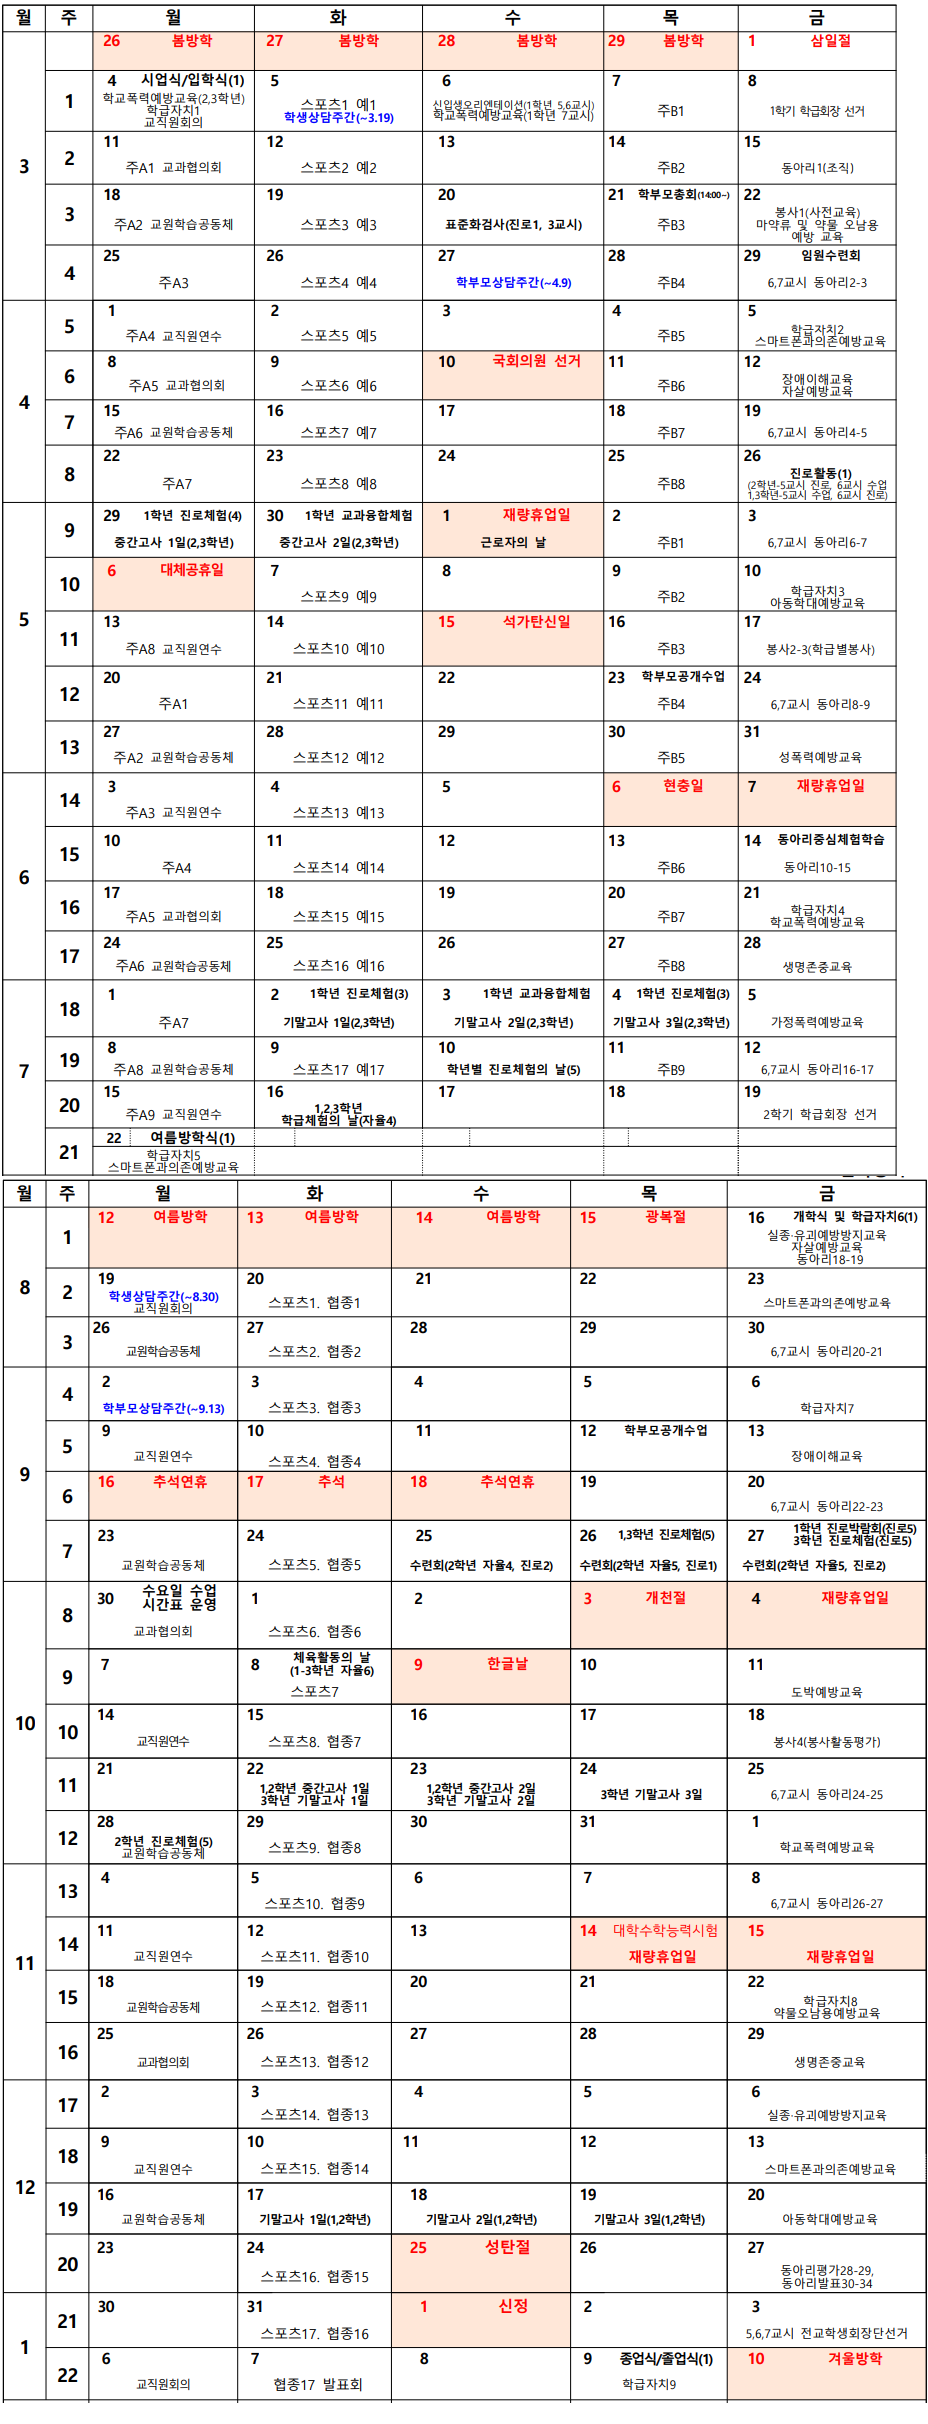 월 주 월 화 수 목 금
3
26 봄방학 27 봄방학 28 봄방학 29 봄방학 1 삼일절
1
4 시업식/입학식(1)
학교폭력예방교육(2,3학년)
학급자치1
교직원회의
5
스포츠1 예1
학생상담주간(~3.19)
6
신입생오리엔테이션(1학년 5,6교시)
학교폭력예방교육(1학년 7교시)
7
주B1
8
1학기 학급회장 선거
2
11
주A1 교과협의회
12
스포츠2 예2
13
14
주B2
15
동아리1(조직)
3
18
주A2 교원학습공동체
19
스포츠3 예3
20
표준화검사(진로1, 3교시)
21 학부모총회(14:00~)
주B3
22
봉사1(사전교육)
마약류 및 약물 오남용
예방 교육
4
25
주A3
26
스포츠4 예4
27
학부모상담주간(~4.9)
28
주B4
29 임원수련회
6,7교시 동아리2-3
4
5
1
주A4 교직원연수
2
스포츠5 예5
3
4
주B5
5
학급자치2
스마트폰과의존예방교육
6
8
주A5 교과협의회
9
스포츠6 예6
10 국회의원 선거
11
주B6
12
장애이해교육
자살예방교육
7
15
주A6 교원학습공동체
16
스포츠7 예7
17
18
주B7
19
6,7교시 동아리4-5
8
22
주A7
23
스포츠8 예8
24
25
주B8
26
진로활동(1)
(2학년-5교시 진로, 6교시 수업
1,3학년-5교시 수업, 6교시 진로)
5
9
29 1학년 진로체험(4)
중간고사 1일(2,3학년)
30 1학년 교과융합체험
중간고사 2일(2,3학년)
1 재량휴업일
근로자의 날
2
주B1
3
6,7교시 동아리6-7
10
6 대체공휴일
7
스포츠9 예9
8
9
주B2
10
학급자치3
아동학대예방교육
11
13
주A8 교직원연수
14
스포츠10 예10
15 석가탄신일
16
주B3
17
봉사2-3(학급별봉사)
12
20
주A1
21
스포츠11 예11
22
23 학부모공개수업
주B4
24
6,7교시 동아리8-9
13
27
주A2 교원학습공동체
28
스포츠12 예12
29
30
주B5
31
성폭력예방교육
6
14
3
주A3 교직원연수
4
스포츠13 예13
5
6 현충일
7 재량휴업일
15
10
주A4
11
스포츠14 예14
12
13
주B6
14 동아리중심체험학습
동아리10-15
16
17
주A5 교과협의회
18
스포츠15 예15
19
20
주B7
21
학급자치4
학교폭력예방교육
17
24
주A6 교원학습공동체
25
스포츠16 예16
26
27
주B8
28
생명존중교육
7
18
1
주A7
2 1학년 진로체험(3)
기말고사 1일(2,3학년)
3 1학년 교과융합체험
기말고사 2일(2,3학년)
4 1학년 진로체험(3)
기말고사 3일(2,3학년)
5
가정폭력예방교육
19
8
주A8 교원학습공동체
9
스포츠17 예17
10
학년별 진로체험의 날(5)
11
주B9
12
6,7교시 동아리16-17
20
15
주A9 교직원연수
16
1,2,3학년
학급체험의 날(자율4)
17
18
19
2학기 학급회장 선거
21
22 여름방학식(1)
학급자치5
스마트폰과의존예방교육
월 주 월 화 수 목 금
8
1
12 여름방학 13 여름방학 14 여름방학 15 광복절
16 개학식 및 학급자치6(1)
실종·유괴예방방지교육
자살예방교육
동아리18-19
2
19
학생상담주간(~8.30)
교직원회의
20
스포츠1. 협종1
21
22
23
스마트폰과의존예방교육
3
26
교원학습공동체
27
스포츠2. 협종2
28
29
30
6,7교시 동아리20-21
9
4
2
학부모상담주간(~9.13)
3
스포츠3. 협종3
4
5
6
학급자치7
5
9
교직원연수
10
스포츠4. 협종4
11
12 학부모공개수업
13
장애이해교육
6
16 추석연휴 17 추석 18 추석연휴
19
20
6,7교시 동아리22-23
7
23
교원학습공동체
24
스포츠5. 협종5
25
수련회(2학년 자율4, 진로2)
26 1,3학년 진로체험(5)
수련회(2학년 자율5, 진로1)
27 1학년 진로박람회(진로5)
3학년 진로체험(진로5)
수련회(2학년 자율5, 진로2)
10
8
30 수요일 수업
시간표 운영
교과협의회
1
스포츠6. 협종6
2
3 개천절
4 재량휴업일
9
7
8 체육활동의 날
(1-3학년 자율6)
스포츠7
9 한글날
10
11
도박예방교육
10
14
교직원연수
15
스포츠8. 협종7
16
17
18
봉사4(봉사활동평가)
11
21
22
1,2학년 중간고사 1일
3학년 기말고사 1일
23
1,2학년 중간고사 2일
3학년 기말고사 2일
24
3학년 기말고사 3일
25
6,7교시 동아리24-25
12
28
2학년 진로체험(5)
교원학습공동체
29
스포츠9. 협종8
30
31
1
학교폭력예방교육
11
13
4
5
스포츠10. 협종9
6
7
8
6,7교시 동아리26-27
14
11
교직원연수
12
스포츠11. 협종10
13
14 대학수학능력시험
재량휴업일
15
재량휴업일
15
18
교원학습공동체
19
스포츠12. 협종11
20
21
22
학급자치8
약물오남용예방교육
16
25
교과협의회
26
스포츠13. 협종12
27
28
29
생명존중교육
12
17
2
3
스포츠14. 협종13
4
5
6
실종·유괴예방방지교육
18
9
교직원연수
10
스포츠15. 협종14
11
12
13
스마트폰과의존예방교육
19
16
교원학습공동체
17
기말고사 1일(1,2학년)
18
기말고사 2일(1,2학년)
19
기말고사 3일(1,2학년)
20
아동학대예방교육
20
23
24
스포츠16. 협종15
25 성탄절
26
27
동아리평가28-29,
동아리발표30-34
1
21
30
31
스포츠17. 협종16
1 신정
2
3
5,6,7교시 전교학생회장단선거
22
6
교직원회의
7
협종17 발표회
8
9 종업식/졸업식(1)
학급자치9
10 겨울방학